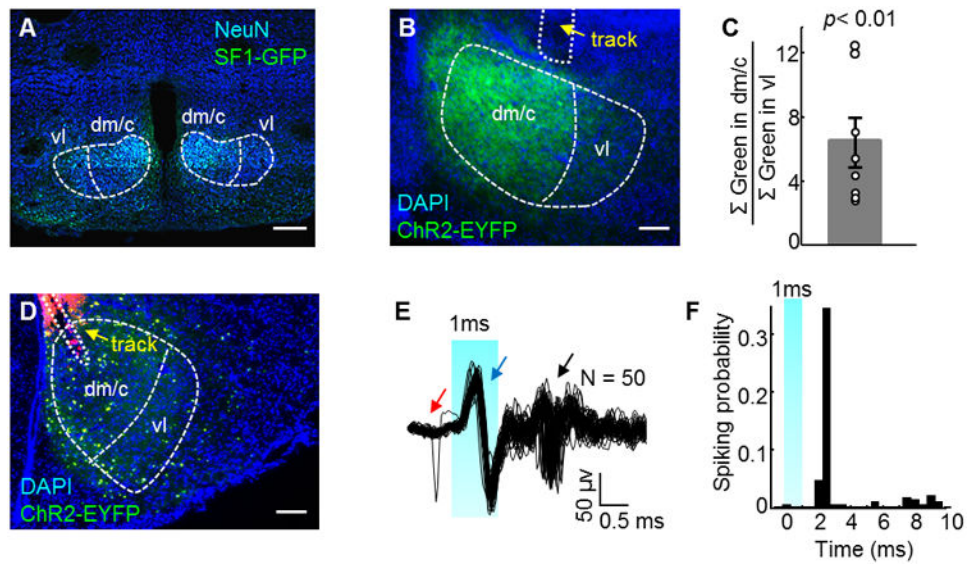 A
NeuN
SF1-GFP
vl
dm/c
dm/c
vl
B
track
dm/c
vl
DAPI
ChR2-EYFP
C
p< 0.01
Σ Green in dm/c
Σ Green in vl
12
8
4
0
D
track
dm/c
vl
DAPI
ChR2-EYFP
E
1ms
N = 50
50 μv
0.5 ms
F
1ms
Spiking probability
0.3
0.2
0.1
0
0 2 4 6 8 10
Time (ms)